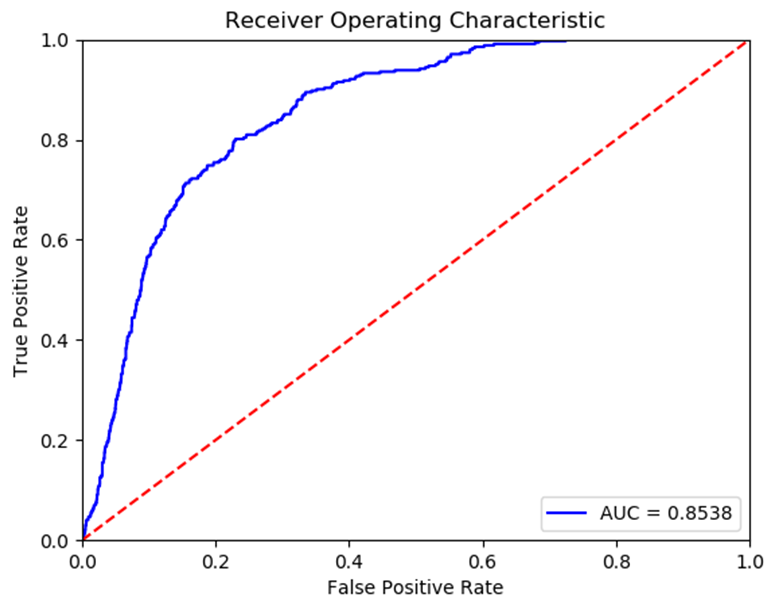 Receiver Operating Characteristic
1.0
0.8
0.6
0.4
0.2
0.0
True Positive Rate
AUC = 0.8538
0.0 0.2 0.4 0.6 0.8 1.0
False Positive Rate